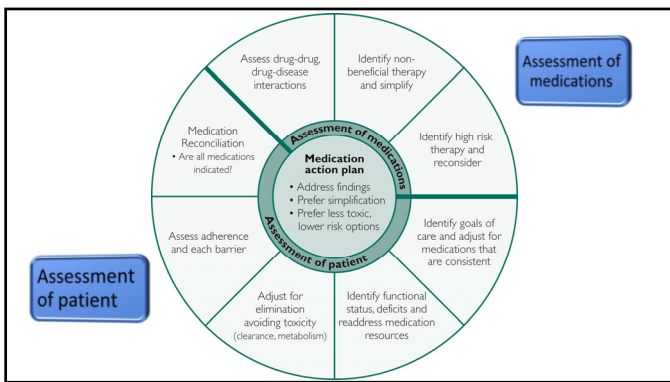 Assess drug-drug,
drug-disease
interactions
Identify non-
beneficial therapy
and simplify
Assessment of
medications
Medication
Reconciliation
• Are all medications
indicated?
Assessment of medications
Identify high risk
therapy and
reconsider
Medication
action plan
• Address findings
• Prefer simplification
• Prefer less toxic,
lower risk options
Assessment of patient
Assess adherence
and each barrier
Identify goals of
care and adjust for
medications that
are consistent
Assessment
of patient
Adjust for
elimination
avoiding toxicity
(clearance, metabolism)
Identify functional
status, deficits and
readdress medication
resources